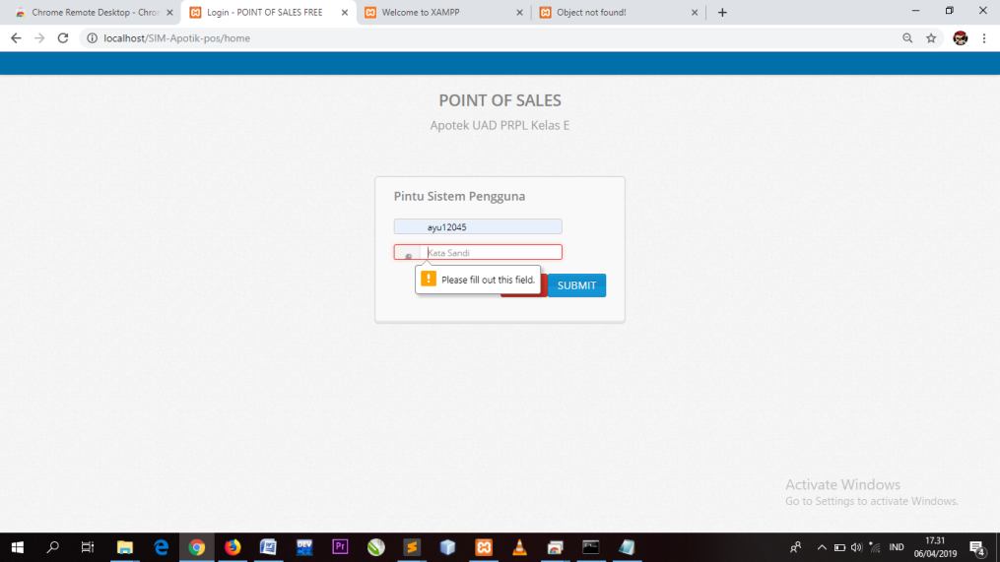 Chrome Remote Desktop - Chro
Login - POINT OF SALES FREE
Welcome to XAMPP
Object not found!
localhost/SIM-Apotik-pos/home
POINT OF SALES
Apotek UAD PRPL Kelas E
Pintu Sistem Pengguna
ayu12045
Kata Sandi
Please fill out this field.
SUBMIT
Activate Windows
Go to Settings to activate Windows.
DEV
Pr
IND
17.31
06/04/2019
4